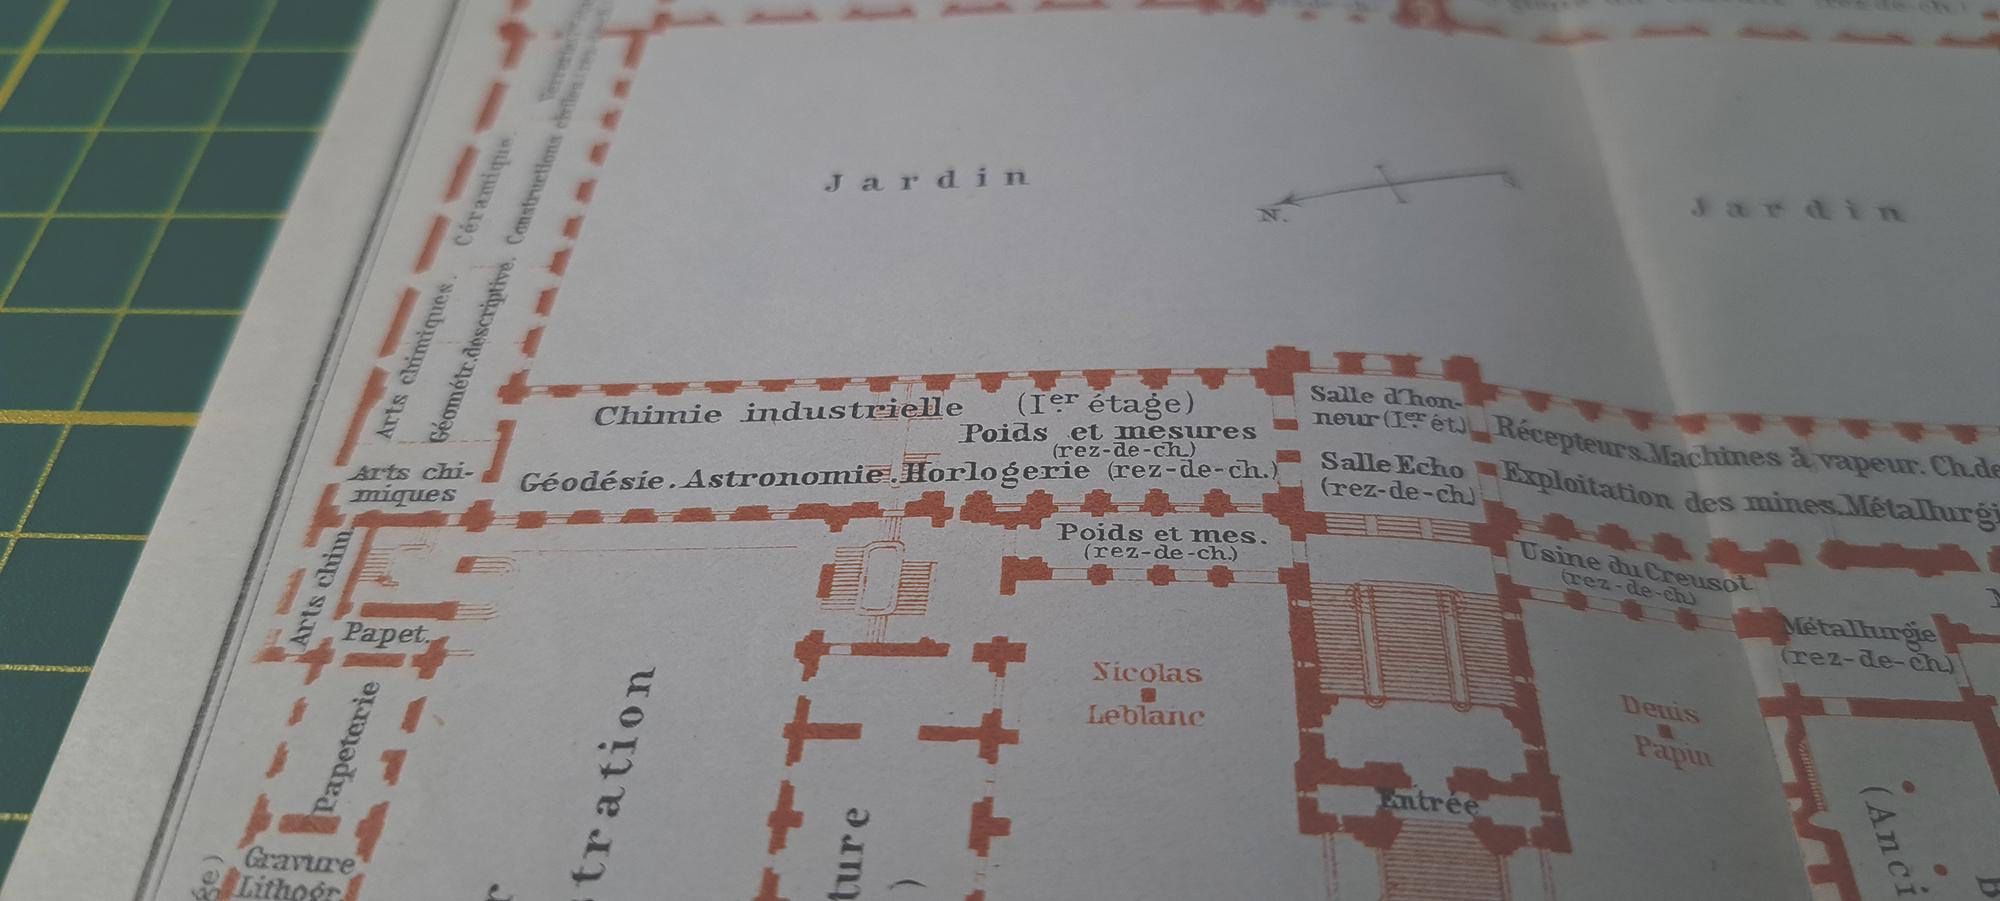 Céramique.
Constructions civiles
Jardin
N.
S.
Jardin
Arts chimiques.
Géométr. descriptive.
Chimie industrielle (Ier étage)
Poids et mesures
(rez-de-ch.)
Géodésie. Astronomie. Horlogerie (rez-de-ch.)
Salle d'hon-
neur (Ier ét.)
Salle Echo
(rez-de-ch.)
Récepteurs. Machines à vapeur. Ch. de
Exploitation des mines. Métallurgi
Arts chi-
miques
Arts chim
Papet.
Papeterie
Gravure
Lithogr.
tration
ture
Poids et mes.
(rez-de-ch.)
Nicolas
Leblanc
Entrée
Usine du Creusot
(rez-de-ch.)
Métallurgie
(rez-de-ch.)
Denis
Papin
(Anci